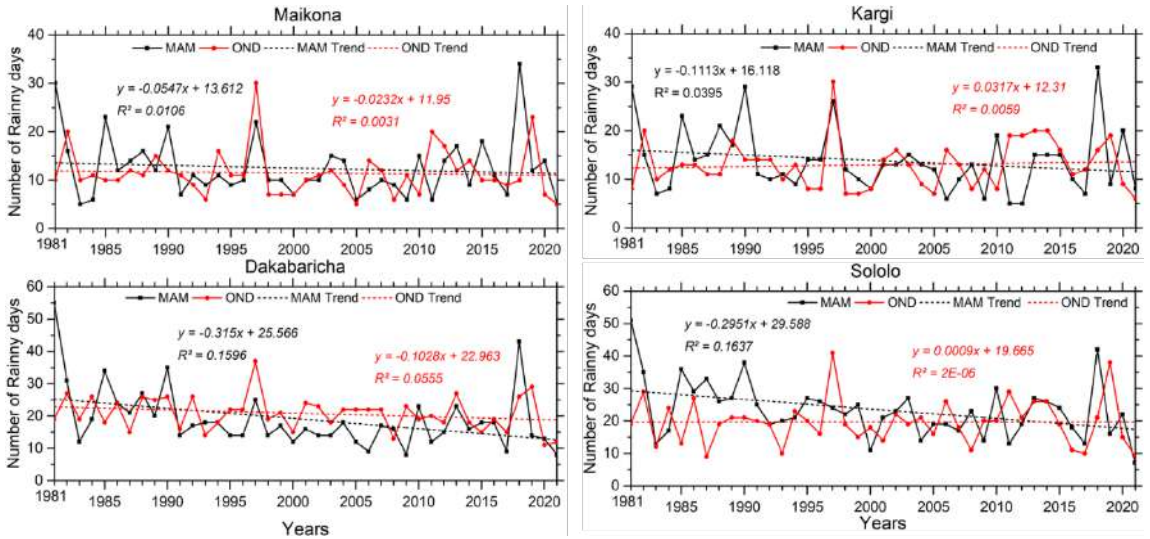 Maikona
40
MAM OND MAM Trend OND Trend
y = -0.0547x + 13.612
R² = 0.0106
y = -0.0232x + 11.95
R² = 0.0031
30
20
10
0
Number of Rainny days
1981 1985 1990 1995 2000 2005 2010 2015 2020
Kargi
40
MAM OND MAM Trend OND Trend
y = -0.1113x + 16.118
R² = 0.0395
y = 0.0317x + 12.31
R² = 0.0059
30
20
10
0
Number of Rainny days
1981 1985 1990 1995 2000 2005 2010 2015 2020
Dakabaricha
60
MAM OND MAM Trend OND Trend
y = -0.315x + 25.566
R² = 0.1596
y = -0.1028x + 22.963
R² = 0.0555
50
40
30
20
10
0
Number of Rainny days
1981 1985 1990 1995 2000 2005 2010 2015 2020
Years
Sololo
60
MAM OND MAM Trend OND Trend
y = -0.2951x + 29.588
R² = 0.1637
y = 0.0009x + 19.665
R² = 2E-06
50
40
30
20
10
0
Number of Rainny days
1981 1985 1990 1995 2000 2005 2010 2015 2020
Years